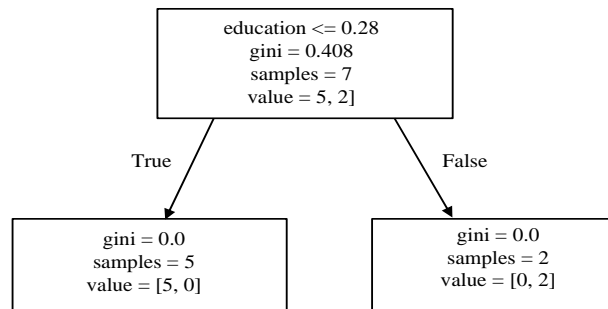 education <= 0.28
gini = 0.408
samples = 7
value = 5, 2]
True
False
gini = 0.0
samples = 5
value = [5, 0]
gini = 0.0
samples = 2
value = [0, 2]